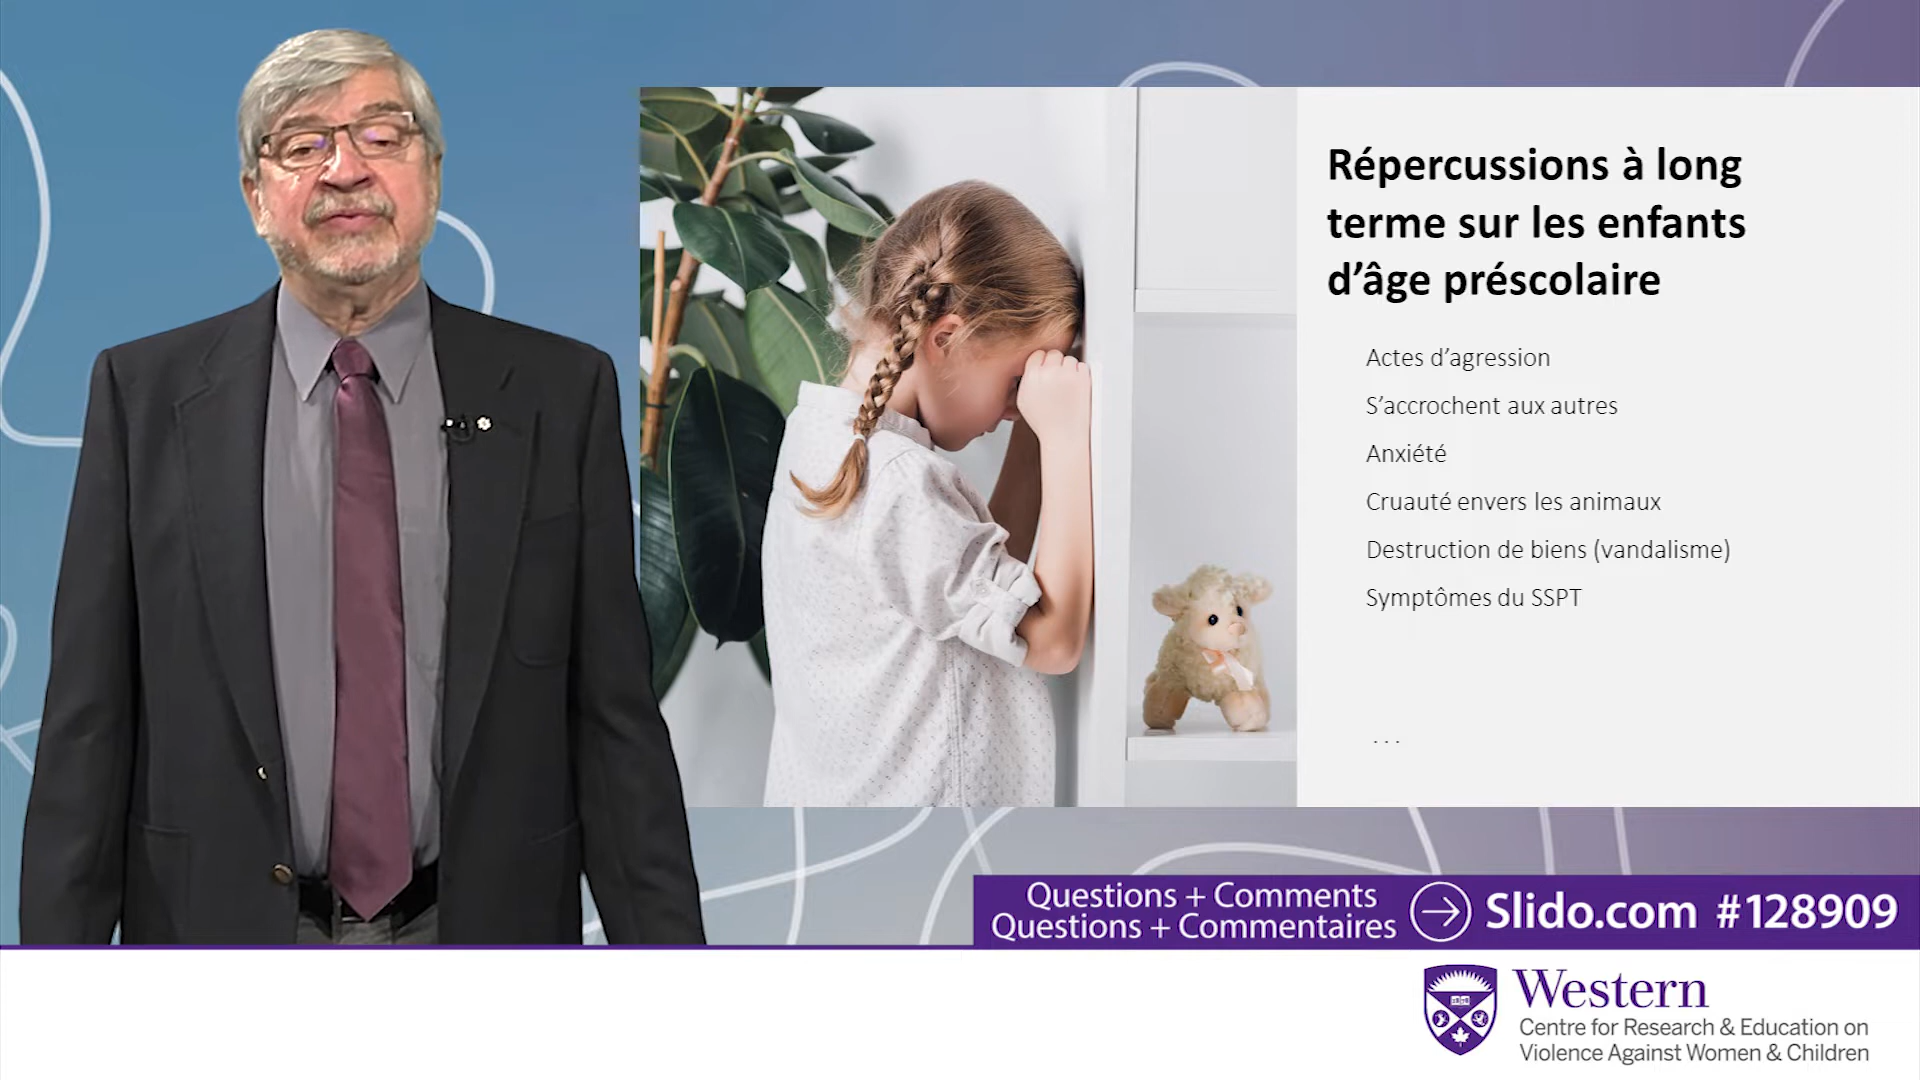 Répercussions à long
terme sur les enfants
d’âge préscolaire
Actes d’agression
S’accrochent aux autres
Anxiété
Cruauté envers les animaux
Destruction de biens (vandalisme)
Symptômes du SSPT
...
Questions + Comments
Questions + Commentaires
Slido.com #128909
Western
Centre for Research & Education on
Violence Against Women & Children